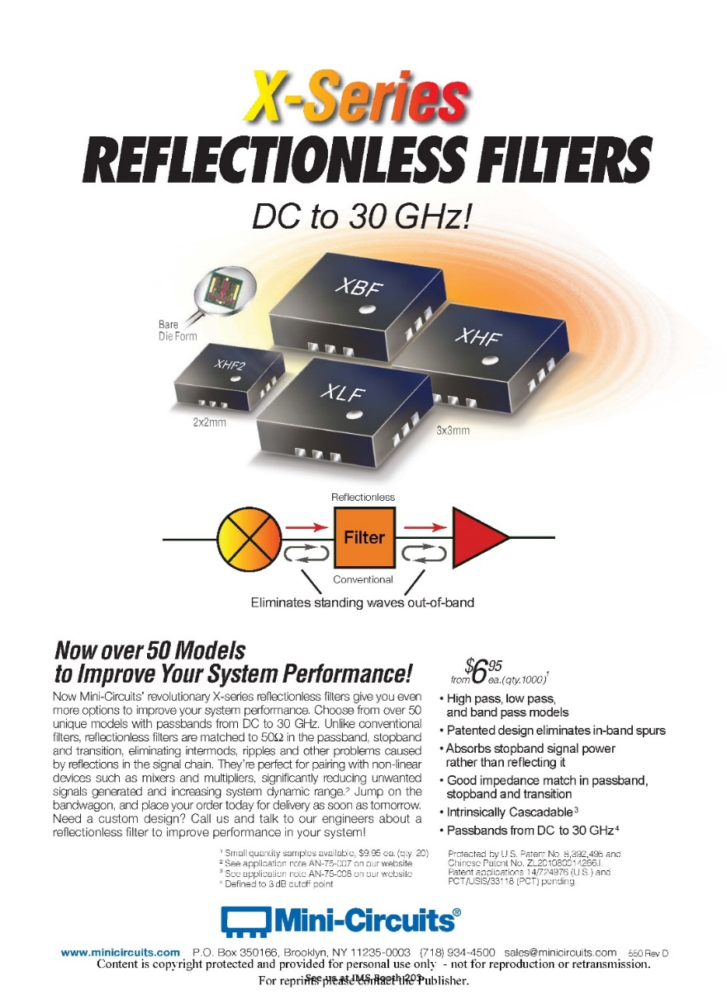 X-Series
REFLECTIONLESS FILTERS
DC to 30 GHz!
XBF
Bare
Die Form
XHF
XHF2
XLF
2x2mm
3x3mm
Reflectionless
Filter
Conventional
Eliminates standing waves out-of-band
Now over 50 Models
to Improve Your System Performance!
Now Mini-Circuits' revolutionary X-series reflectionless filters give you even
more options to improve your system performance. Choose from over 50
unique models with passbands from DC to 30 GHz. Unlike conventional
filters, reflectionless filters are matched to 50Ω in the passband, stopband
and transition, eliminating intermods, ripples and other problems caused
by reflections in the signal chain. They're perfect for pairing with non-linear
devices such as mixers and multipliers, significantly reducing unwanted
signals generated and increasing system dynamic range.² Jump on the
bandwagon, and place your order today for delivery as soon as tomorrow.
Need a custom design? Call us and talk to our engineers about a
reflectionless filter to improve performance in your system!
from $6 95 ea. (qty. 1000)¹
• High pass, low pass,
and band pass models
• Patented design eliminates in-band spurs
• Absorbs stopband signal power
rather than reflecting it
• Good impedance match in passband,
stopband and transition
• Intrinsically Cascadable³
• Passbands from DC to 30 GHz⁴
¹ Small quantity samples available, $9.95 ea. (qty. 20)
² See application note AN-75-007 on our website
³ See application note AN-75-008 on our website
⁴ Defined to 3 dB cutoff point
Protected by U.S. Patent No. 8,392,495 and
Chinese Patent No. ZL201080014266.I.
Patent applications 14/724976 (U.S.) and
PCT/USIS/33118 (PCT) pending.
Mini-Circuits®
www.minicircuits.com P.O. Box 350166, Brooklyn, NY 11235-0003 (718) 934-4500 sales@minicircuits.com 550 Rev D
Content is copyright protected and provided for personal use only - not for reproduction or retransmission.
For reprints please contact the Publisher.